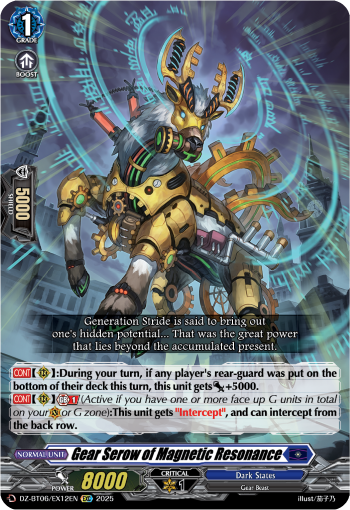 1
GRADE
BOOST
5000
SHIELD
Generation Stride is said to bring out
one's hidden potential... That was the great power
that lies beyond the accumulated present.
CONT:During your turn, if any player's rear-guard was put on the
bottom of their deck this turn, this unit gets +5000.
CONT GB 1 (Active if you have one or more face up G units in total
on your or G zone):This unit gets "Intercept", and can intercept from
the back row.
NORMAL UNIT Gear Serow of Magnetic Resonance
POWER 8000 CRITICAL 1 Dark States
Gear Beast
DZ-BT06/EX12EN 2025 illust/茄子乃